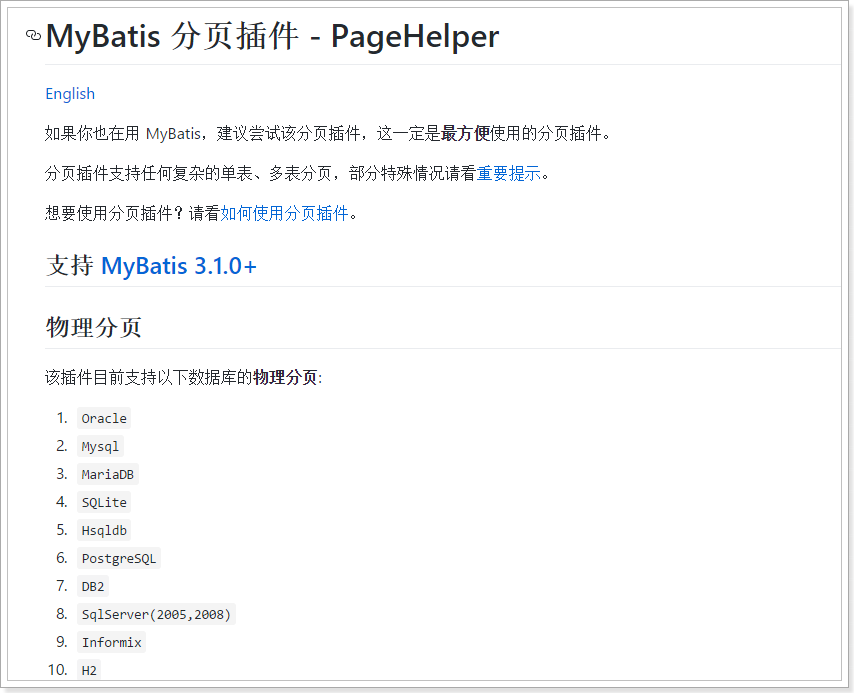 MyBatis 分页插件 - PageHelper
English
如果你也在用 MyBatis，建议尝试该分页插件，这一定是最方便使用的分页插件。
分页插件支持任何复杂的单表、多表分页，部分特殊情况请看重要提示。
想要使用分页插件？请看如何使用分页插件。
支持 MyBatis 3.1.0+
物理分页
该插件目前支持以下数据库的物理分页:
1. Oracle
2. Mysql
3. MariaDB
4. SQLite
5. Hsqldb
6. PostgreSQL
7. DB2
8. SqlServer(2005,2008)
9. Informix
10. H2